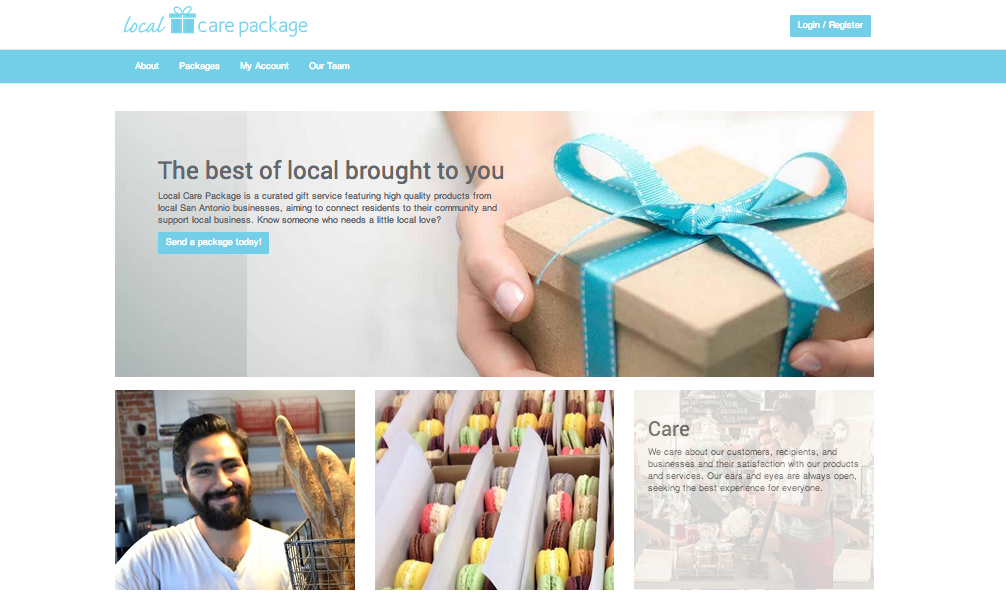 local care package
Login / Register
About Packages My Account Our Team
The best of local brought to you
Local Care Package is a curated gift service featuring high quality products from
local San Antonio businesses, aiming to connect residents to their community and
support local business. Know someone who needs a little local love?
Send a package today!
Care
We care about our customers, recipients, and
businesses and their satisfaction with our products
and services. Our ears and eyes are always open,
seeking the best experience for everyone.